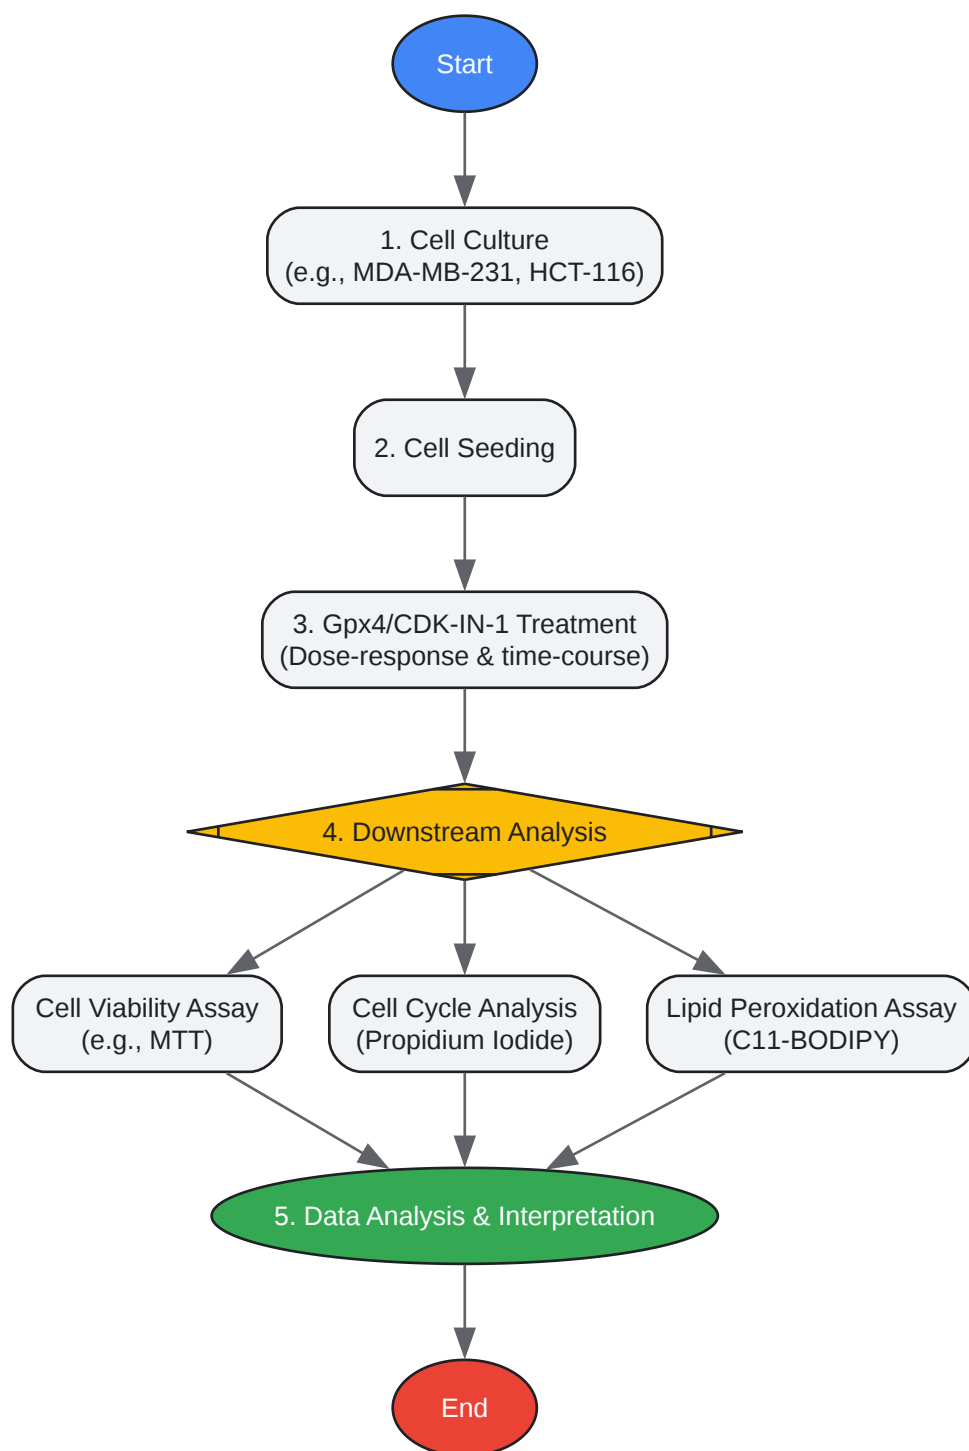 Start
1. Cell Culture
(e.g., MDA-MB-231, HCT-116)
2. Cell Seeding
3. Gpx4/CDK-IN-1 Treatment
(Dose-response & time-course)
4. Downstream Analysis
Cell Viability Assay
(e.g., MTT)
Cell Cycle Analysis
(Propidium Iodide)
Lipid Peroxidation Assay
(C11-BODIPY)
5. Data Analysis & Interpretation
End